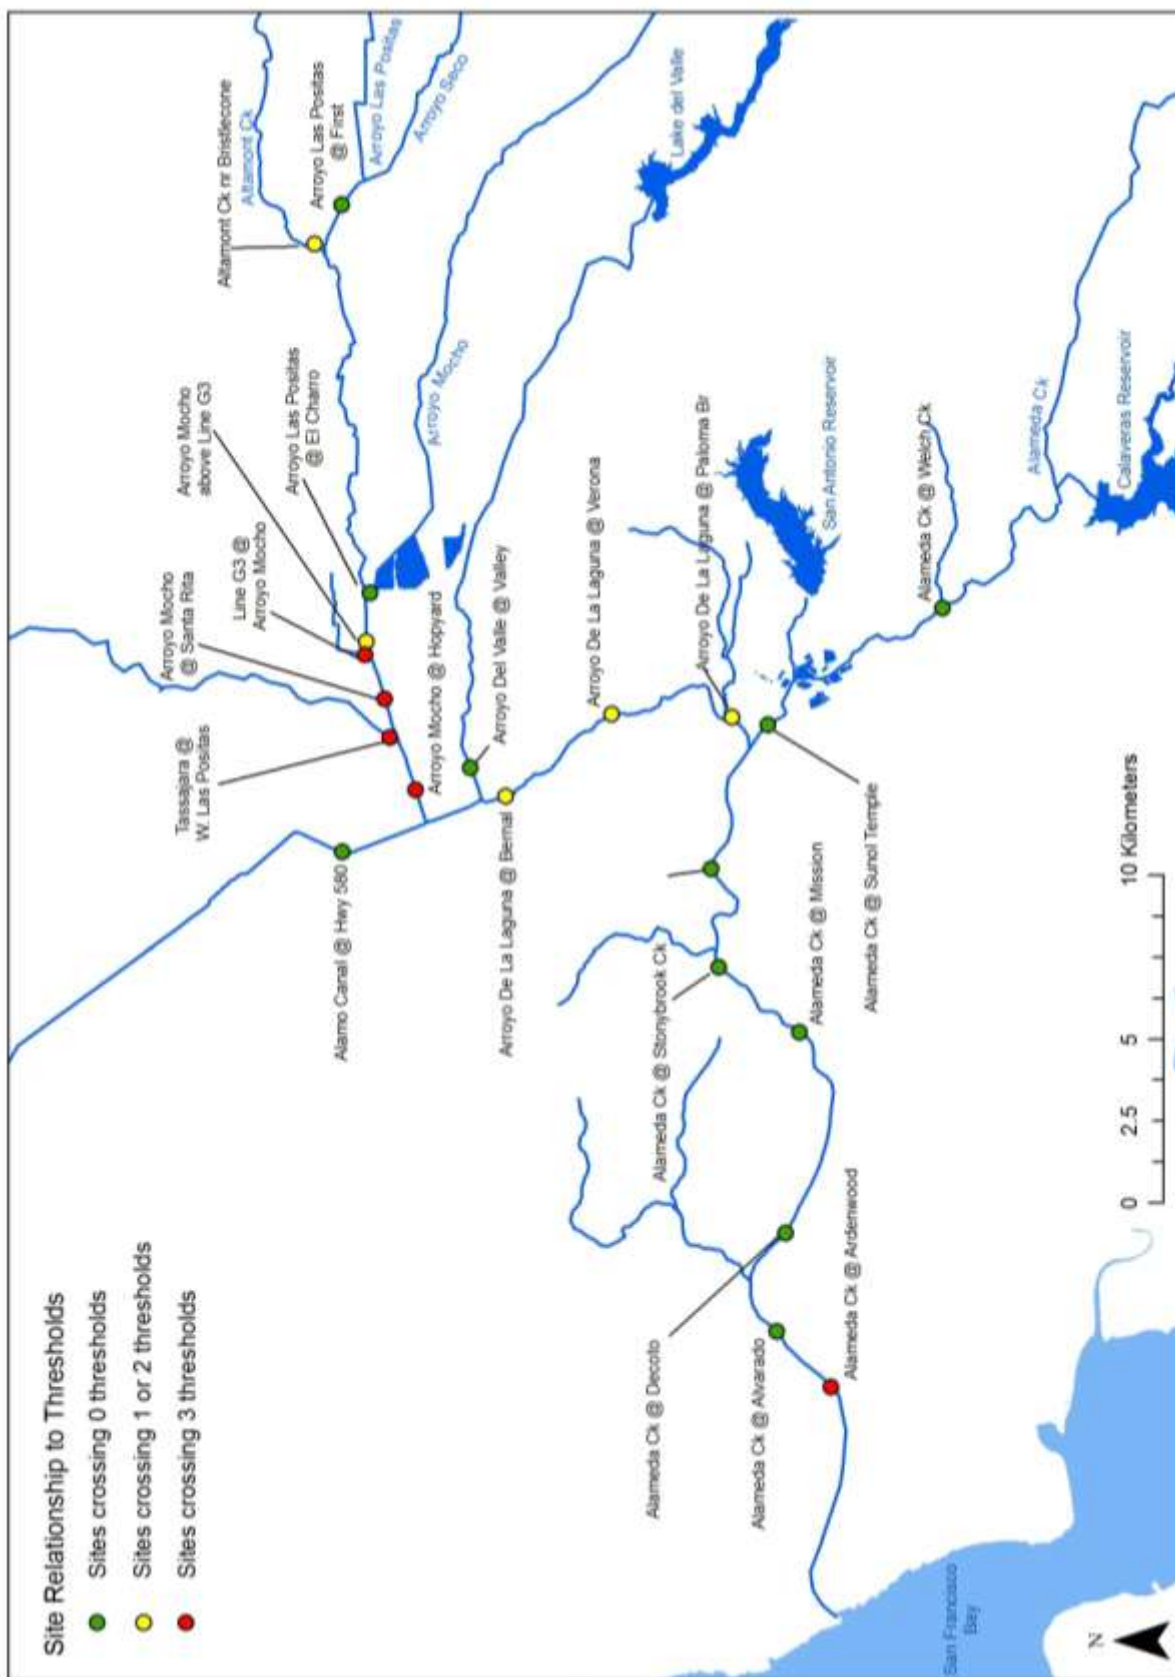 Site Relationship to Thresholds
Sites crossing 0 thresholds
Sites crossing 1 or 2 thresholds
Sites crossing 3 thresholds
Altamont Ck nr Bristlecone
Altamont Ck
Arroyo Las Positas
@ First
Arroyo Las Positas
Arroyo Seco
Arroyo Mocho
above Line G3
Arroyo Las Positas
@ El Charro
Line G3 @
Arroyo Mocho
Arroyo Mocho
@ Santa Rita
Tassajara @
W. Las Positas
Arroyo Mocho @ Hopyard
Arroyo Mocho
Alamo Canal @ Hwy 580
Arroyo Del Valle @ Valley
Lake del Valle
Arroyo De La Laguna @ Bernal
Arroyo De La Laguna @ Verona
Arroyo De La Laguna @ Paloma Br
San Antonio Reservoir
Alameda Ck @ Stonybrook Ck
Alameda Ck @ Mission
Alameda Ck @ Sunol Temple
Alameda Ck @ Welch Ck
Alameda Ck
Calaveras Reservoir
Alameda Ck @ Decoto
Alameda Ck @ Alvarado
Alameda Ck @ Ardenwood
San Francisco
Bay
N
0 2.5 5 10 Kilometers